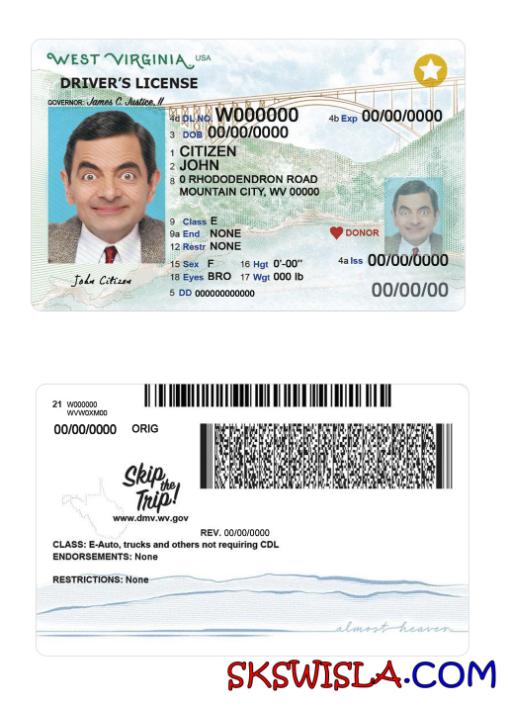 WEST VIRGINIA USA
DRIVER'S LICENSE
GOVERNOR: James C. Justice, II
4d DL NO. W000000
4b Exp 00/00/0000
3 DOB 00/00/0000
1 CITIZEN
2 JOHN
8 0 RHODODENDRON ROAD
MOUNTAIN CITY, WV 00000
9 Class E
9a End NONE
12 Restr NONE
DONOR
15 Sex F 16 Hgt 0'-00"
4a Iss 00/00/0000
18 Eyes BRO 17 Wgt 000 lb
John Citizen
5 DD 000000000000
00/00/00
21 W000000
WVW0XM00
00/00/0000 ORIG
Skip the Trip!
www.dmv.wv.gov
REV. 00/00/0000
CLASS: E-Auto, trucks and others not requiring CDL
ENDORSEMENTS: None
RESTRICTIONS: None
almost heaven
SKSWISLA.COM